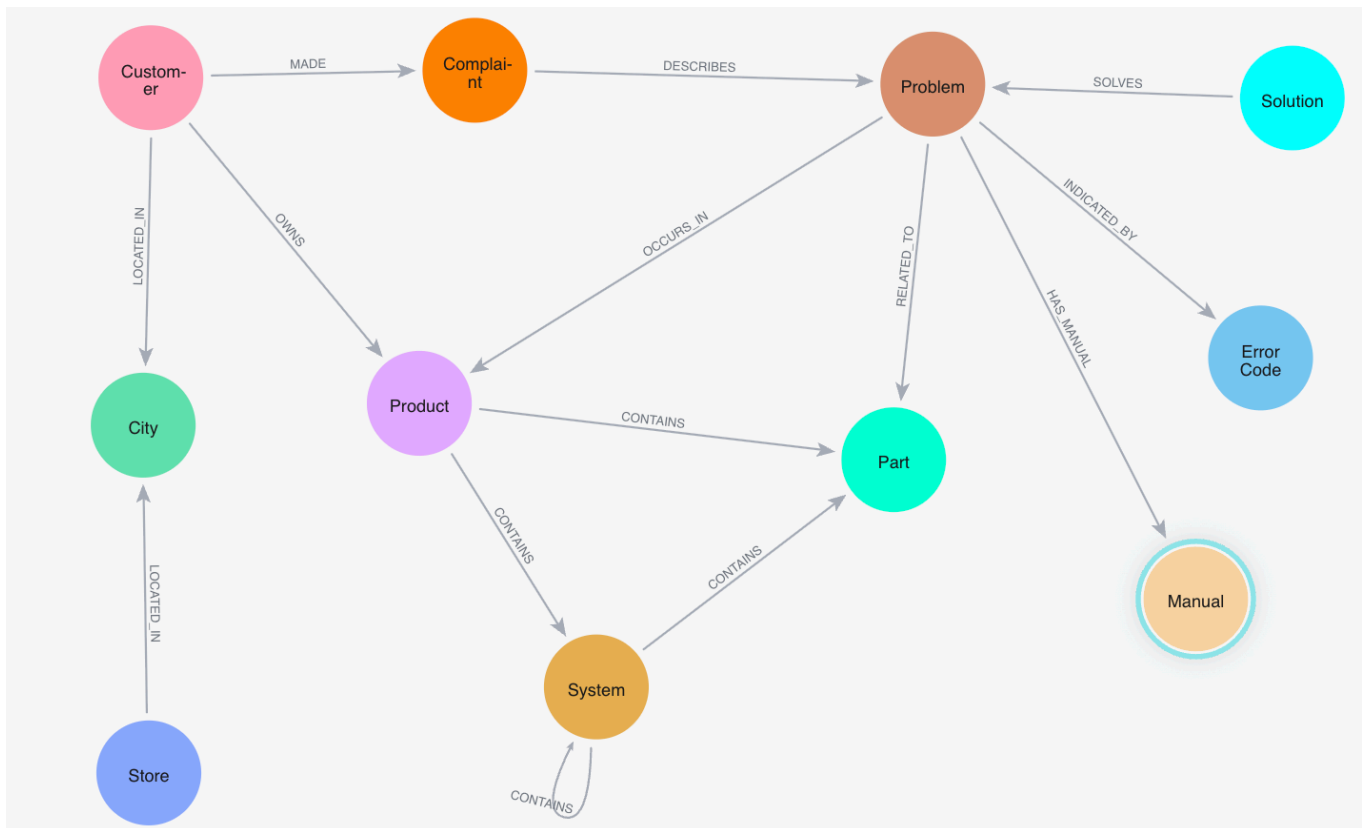 Custom-
er
MADE
Complai-
nt
DESCRIBES
Problem
SOLVES
Solution
LOCATED_IN
OWNS
OCCURS_IN
RELATED_TO
INDICATED_BY
HAS_MANUAL
Error
Code
City
Product
CONTAINS
Part
CONTAINS
CONTAINS
LOCATED_IN
Manual
System
Store
CONTAINS